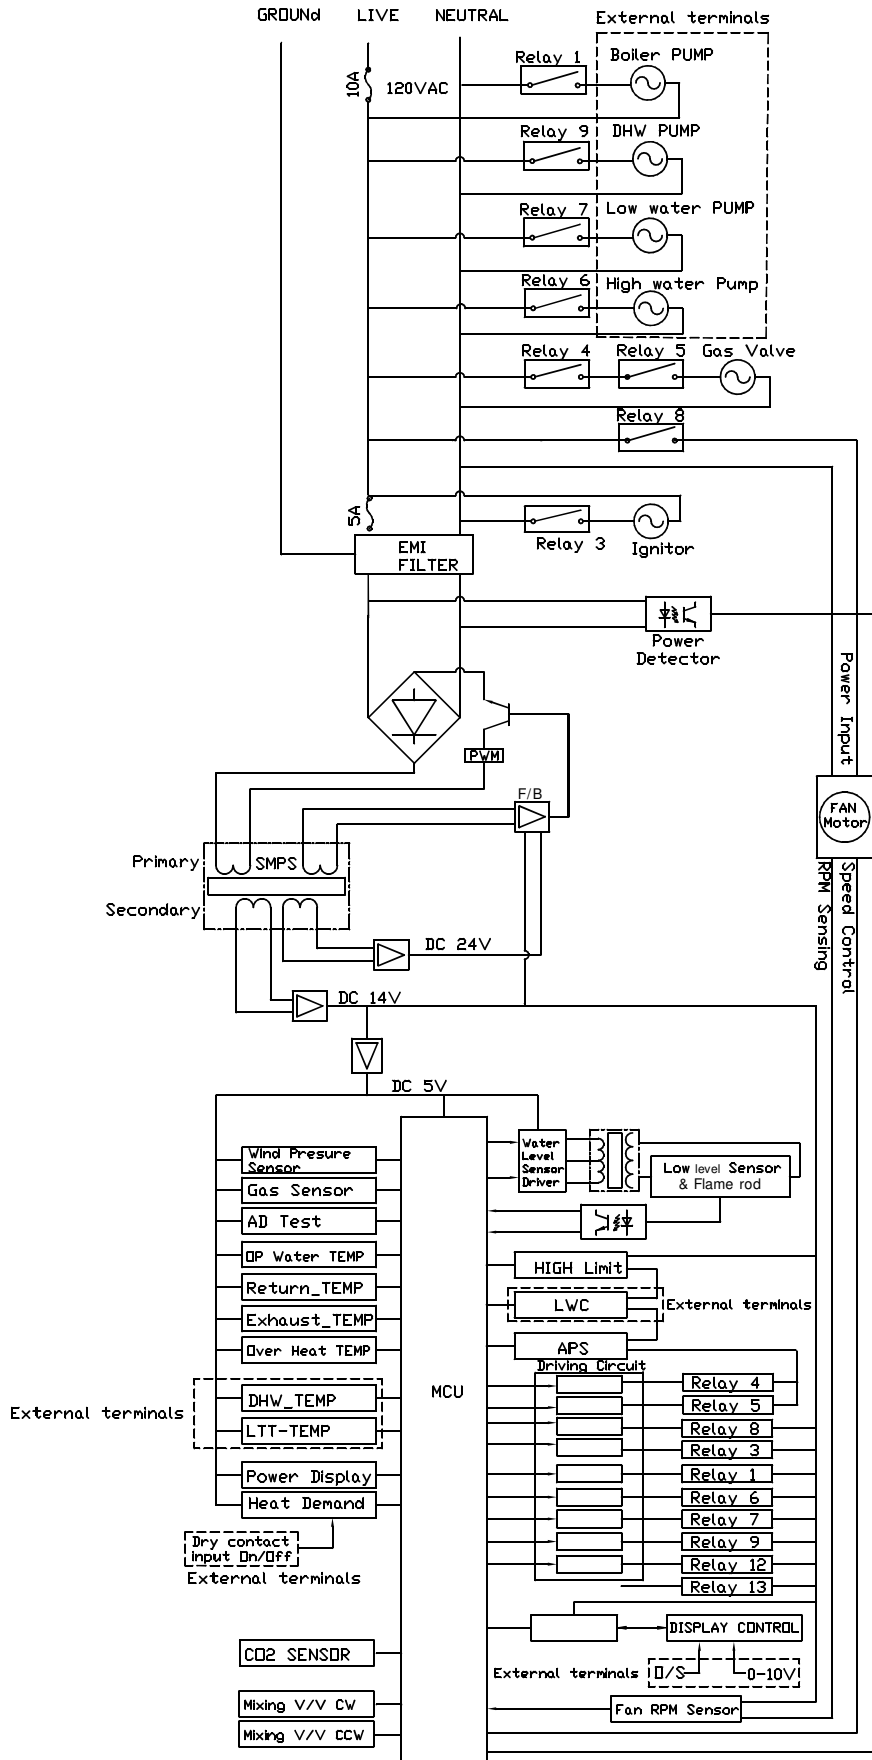 GROUNd LIVE NEUTRAL
External terminals
10A
120VAC
Relay 1
Boiler PUMP
Relay 9
DHW PUMP
Relay 7
Low water PUMP
Relay 6
High water Pump
Relay 4
Relay 5
Gas Valve
Relay 8
5A
EMI
FILTER
Relay 3
Ignitor
Power
Detector
Power Input
PWM
F/B
FAN
Motor
Primary
SMPS
Secondary
RPM Sensing
Speed Control
DC 24V
DC 14V
DC 5V
MCU
Wind Presure
Sensor
Gas Sensor
AD Test
OP Water TEMP
Return_TEMP
Exhaust_TEMP
Over Heat TEMP
External terminals
DHW_TEMP
LTT-TEMP
Power Display
Heat Demand
Dry contact
input On/Off
External terminals
CO2 SENSOR
Mixing V/V CW
Mixing V/V CCW
Water
Level
Sensor
Driver
Low level Sensor
& Flame rod
HIGH Limit
LWC
External terminals
APS
Driving Circuit
Relay 4
Relay 5
Relay 8
Relay 3
Relay 1
Relay 6
Relay 7
Relay 9
Relay 12
Relay 13
DISPLAY CONTROL
External terminals
O/S
0-10V
Fan RPM Sensor